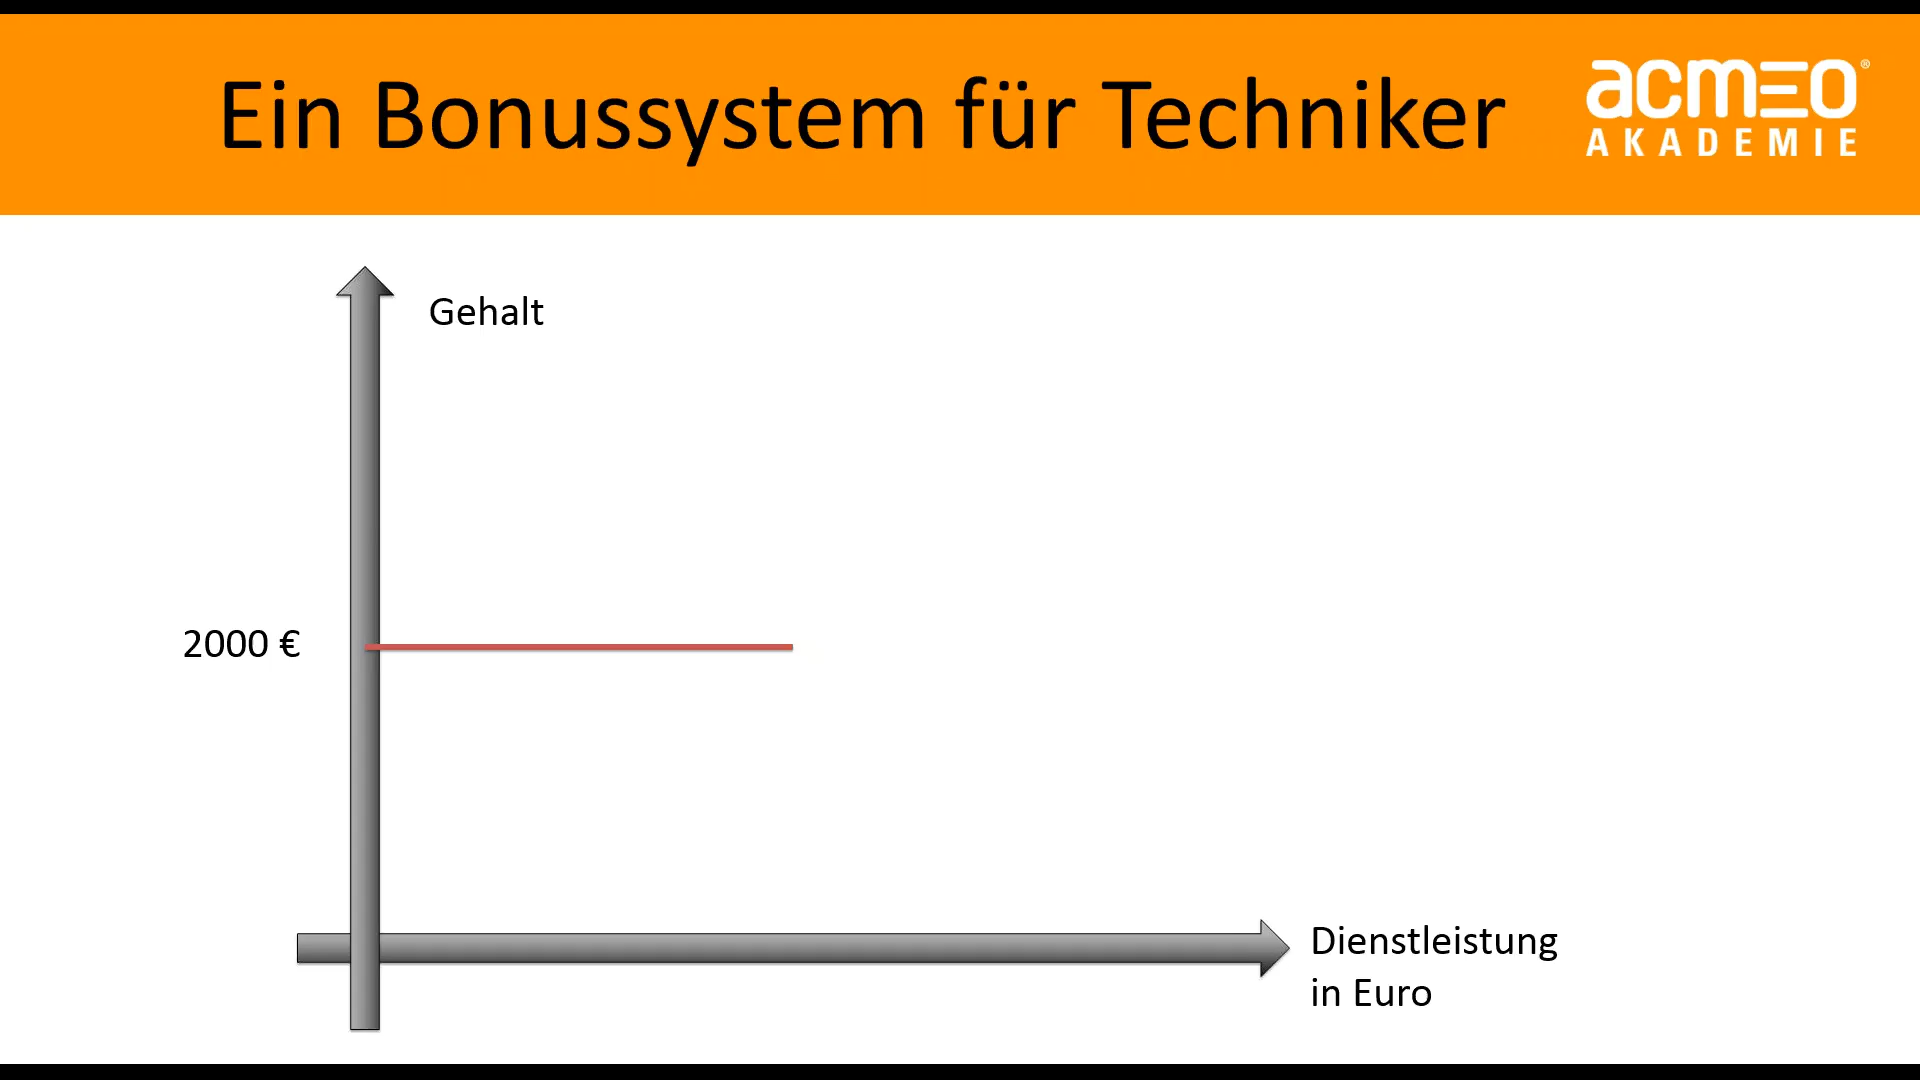 Ein Bonussystem für Techniker
acmeo®
AKADEMIE
Gehalt
2000 €
Dienstleistung
in Euro